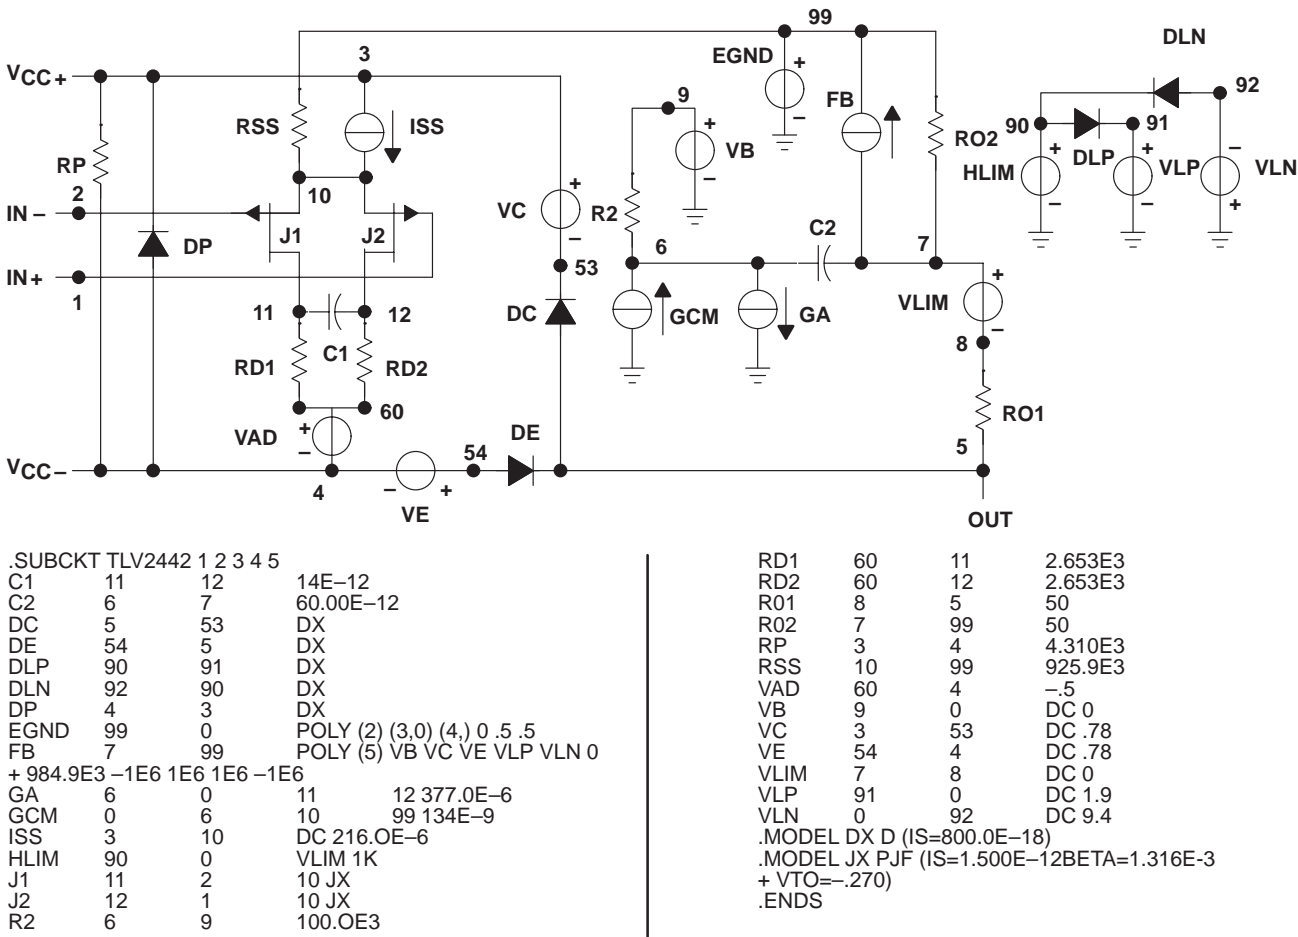 99
DLN
3
EGND
+
VCC+
9
+
FB
92
RSS
ISS
90
91
RO2
VB
+
–
+
–
RP
HLIM
DLP
VLP
VLN
10
–
–
+
2
+
VC
R2
C2
IN–
J1
J2
6
7
DP
–
53
+
IN+
VLIM
1
11
12
DC
GCM
GA
–
C1
8
RD1
RD2
60
RO1
VAD
+
DE
–
54
5
VCC–
4
–
+
VE
OUT
.SUBCKT TLV2442 1 2 3 4 5
C1 11 12 14E–12
C2 6 7 60.00E–12
DC 5 53 DX
DE 54 5 DX
DLP 90 91 DX
DLN 92 90 DX
DP 4 3 DX
EGND 99 0 POLY (2) (3,0) (4,) 0 .5 .5
FB 7 99 POLY (5) VB VC VE VLP VLN 0
+ 984.9E3 –1E6 1E6 1E6 –1E6
GA 6 0 11 12 377.0E–6
GCM 0 6 10 99 134E–9
ISS 3 10 DC 216.OE–6
HLIM 90 0 VLIM 1K
J1 11 2 10 JX
J2 12 1 10 JX
R2 6 9 100.OE3
RD1 60 11 2.653E3
RD2 60 12 2.653E3
R01 8 5 50
R02 7 99 50
RP 3 4 4.310E3
RSS 10 99 925.9E3
VAD 60 4 –.5
VB 9 0 DC 0
VC 3 53 DC .78
VE 54 4 DC .78
VLIM 7 8 DC 0
VLP 91 0 DC 1.9
VLN 0 92 DC 9.4
.MODEL DX D (IS=800.0E–18)
.MODEL JX PJF (IS=1.500E–12BETA=1.316E-3
+ VTO=–.270)
.ENDS